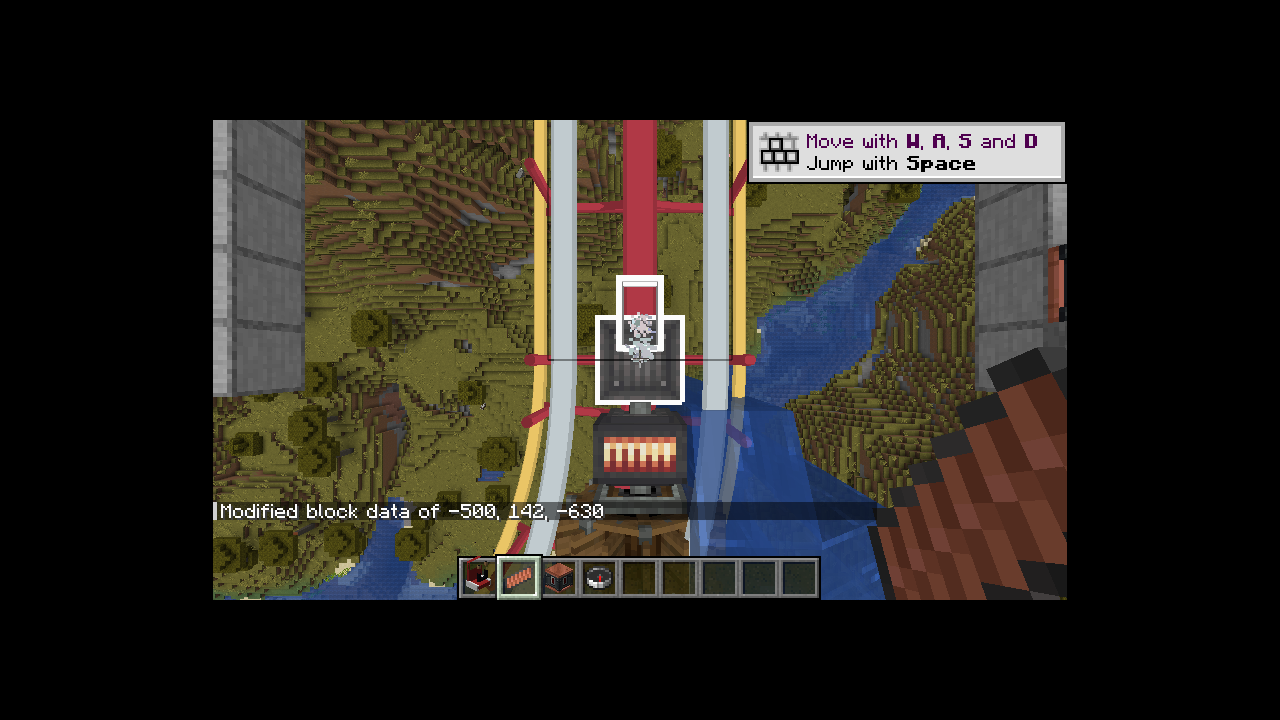 Move with W, A, S and D
Jump with Space
Modified block data of -500, 142, -630